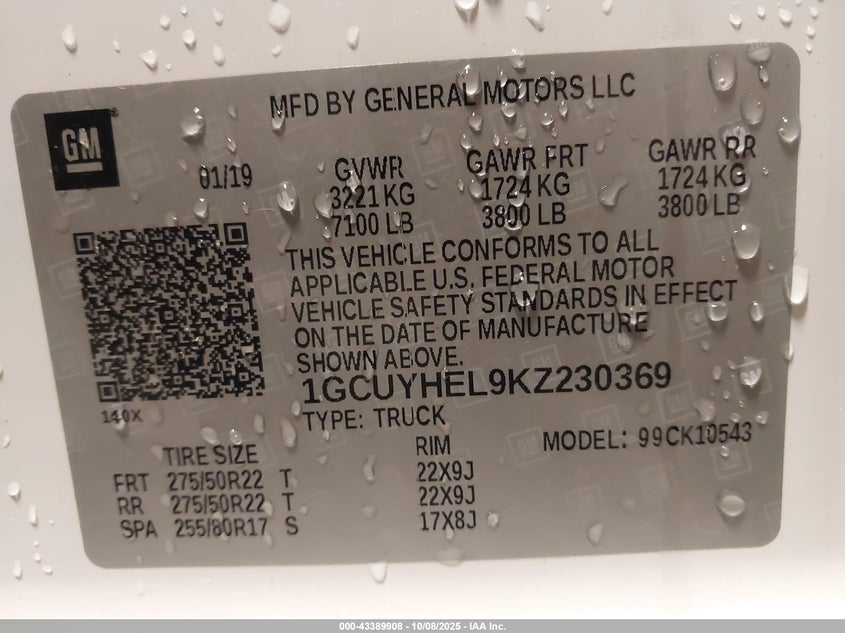 MFD BY GENERAL MOTORS LLC
GM®
01/19
GVWR
3221 KG
7100 LB
GAWR FRT
1724 KG
3800 LB
GAWR RR
1724 KG
3800 LB
THIS VEHICLE CONFORMS TO ALL
APPLICABLE U.S. FEDERAL MOTOR
VEHICLE SAFETY STANDARDS IN EFFECT
ON THE DATE OF MANUFACTURE
SHOWN ABOVE.
1GCUYHEL9KZ230369
140X
TYPE: TRUCK
MODEL: 99CK10543
TIRE SIZE RIM
FRT 275/50R22 T 22X9J
RR 275/50R22 T 22X9J
SPA 255/80R17 S 17X8J
000-43389908 - 10/08/2025 - IAA Inc.